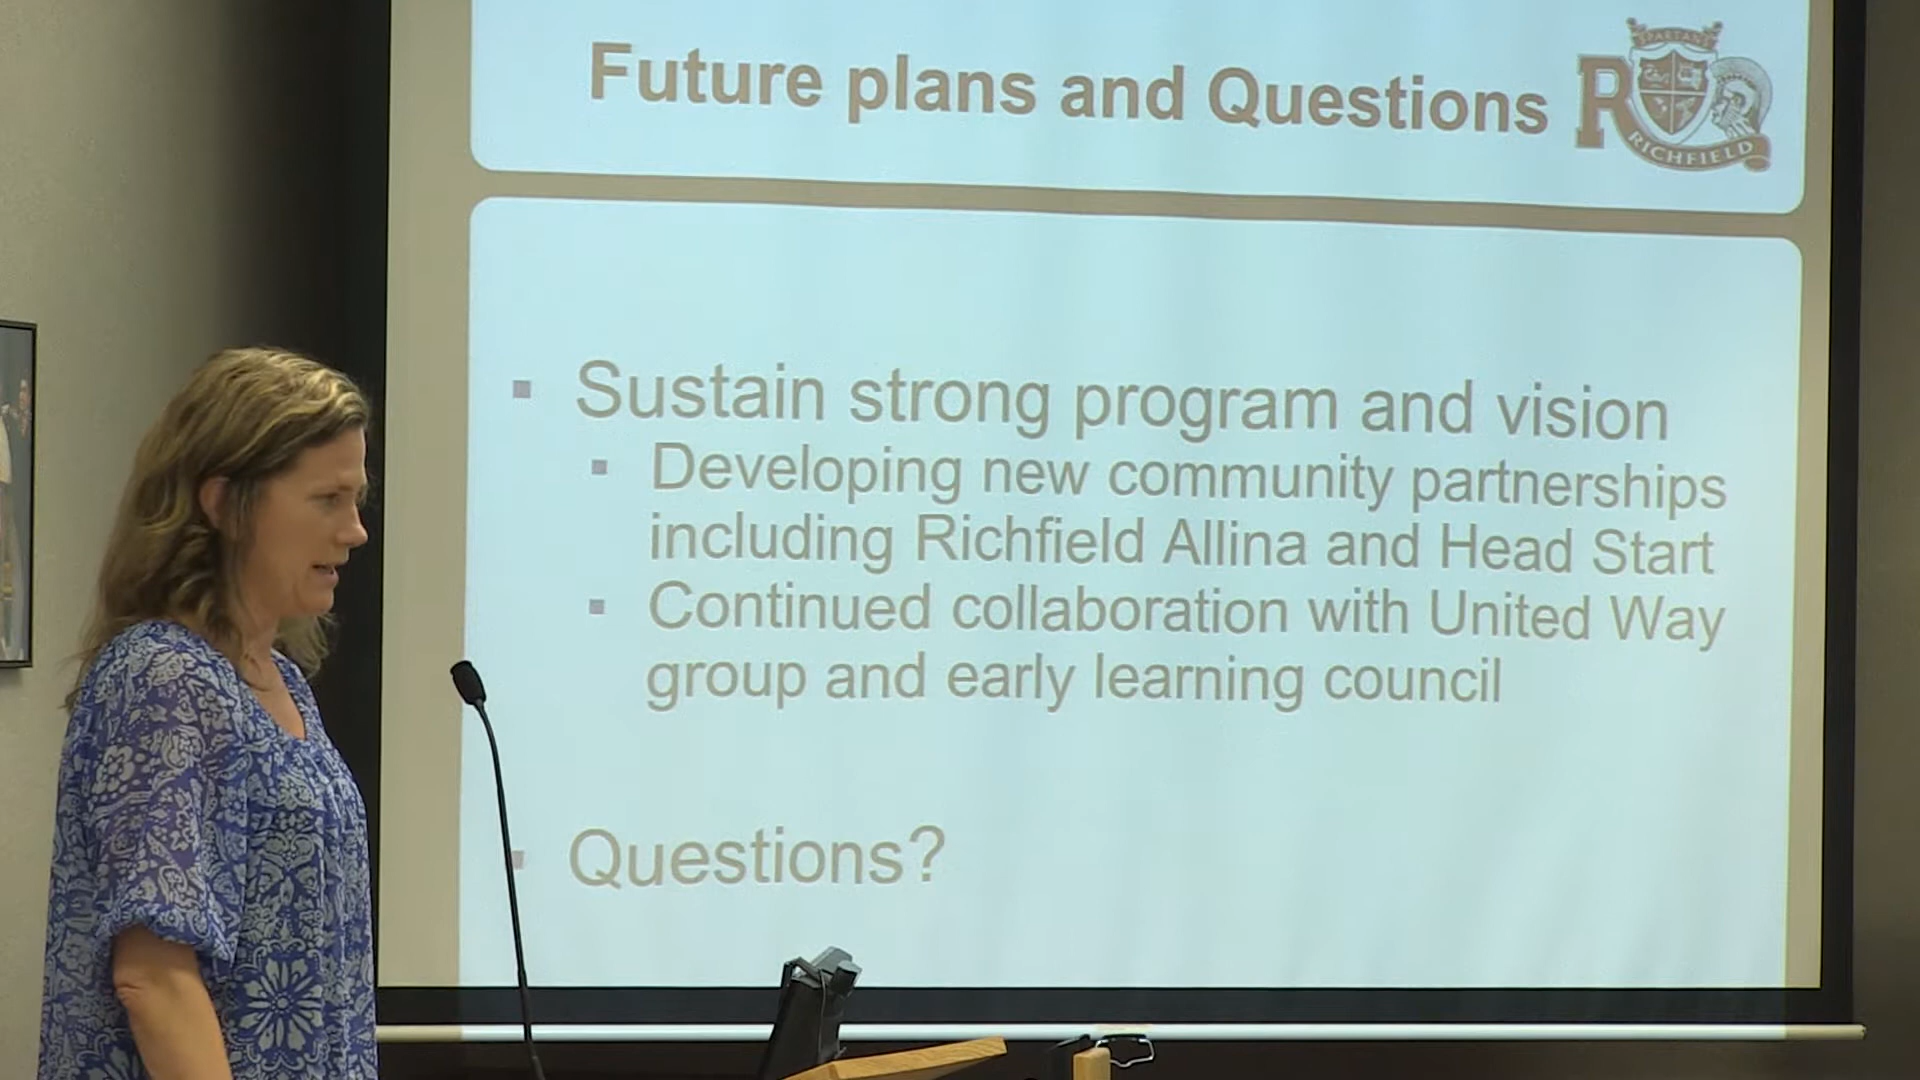 Future plans and Questions
SPARTANS
R
RICHFIELD
Sustain strong program and vision
Developing new community partnerships
including Richfield Allina and Head Start
Continued collaboration with United Way
group and early learning council
Questions?